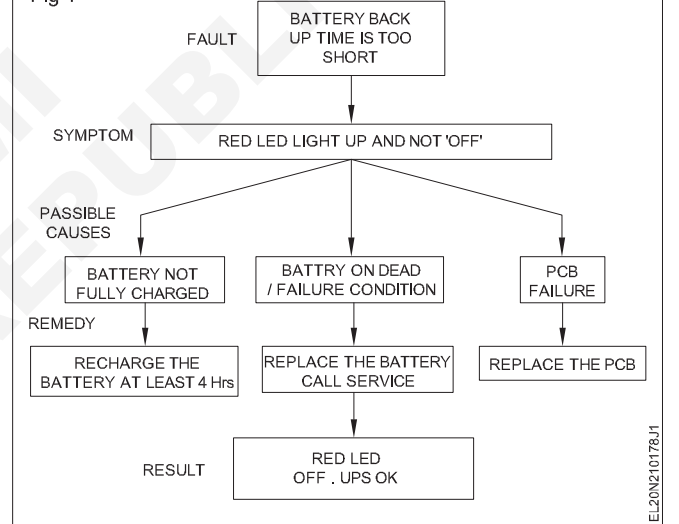 BATTERY BACK
UP TIME IS TOO
SHORT
FAULT
SYMPTOM
RED LED LIGHT UP AND NOT 'OFF'
PASSIBLE
CAUSES
BATTERY NOT
FULLY CHARGED
BATTRY ON DEAD
/ FAILURE CONDITION
PCB
FAILURE
REMEDY
RECHARGE THE
BATTERY AT LEAST 4 Hrs
REPLACE THE BATTERY
CALL SERVICE
REPLACE THE PCB
RESULT
RED LED
OFF . UPS OK
EL20N210178J1